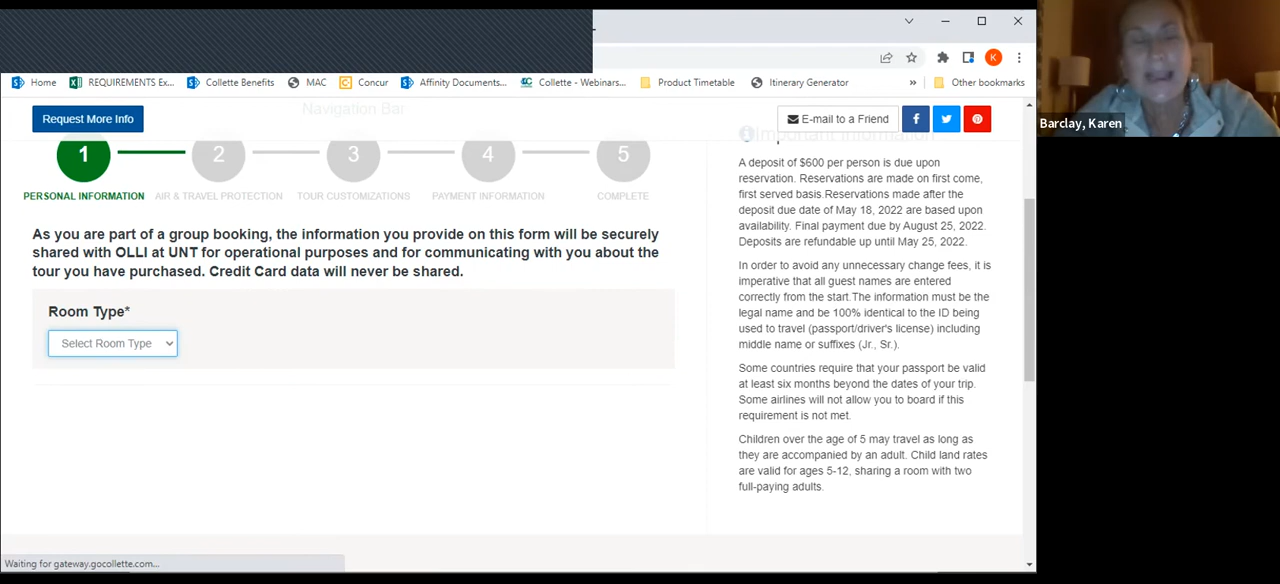 Home REQUIREMENTS Ex... Collette Benefits MAC Concur Affinity Documents... Collette - Webinars... Product Timetable Itinerary Generator » Other bookmarks
K
Request More Info
Navigation Bar
E-mail to a Friend
Important Information
1 2 3 4 5
PERSONAL INFORMATION AIR & TRAVEL PROTECTION TOUR CUSTOMIZATIONS PAYMENT INFORMATION COMPLETE
As you are part of a group booking, the information you provide on this form will be securely
shared with OLLI at UNT for operational purposes and for communicating with you about the
tour you have purchased. Credit Card data will never be shared.
Room Type*
Select Room Type
A deposit of $600 per person is due upon
reservation. Reservations are made on first come,
first served basis.Reservations made after the
deposit due date of May 18, 2022 are based upon
availability. Final payment due by August 25, 2022.
Deposits are refundable up until May 25, 2022.
In order to avoid any unnecessary change fees, it is
imperative that all guest names are entered
correctly from the start.The information must be the
legal name and be 100% identical to the ID being
used to travel (passport/driver's license) including
middle name or suffixes (Jr., Sr.).
Some countries require that your passport be valid
at least six months beyond the dates of your trip.
Some airlines will not allow you to board if this
requirement is not met.
Children over the age of 5 may travel as long as
they are accompanied by an adult. Child land rates
are valid for ages 5-12, sharing a room with two
full-paying adults.
Waiting for gateway.gocollette.com...
Barclay, Karen